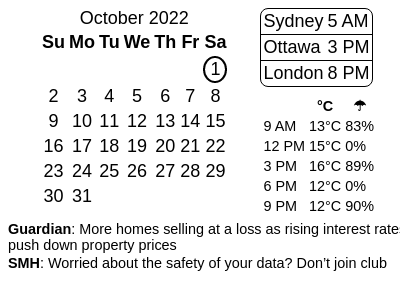 October 2022
Su Mo Tu We Th Fr Sa
1
2 3 4 5 6 7 8
9 10 11 12 13 14 15
16 17 18 19 20 21 22
23 24 25 26 27 28 29
30 31
Sydney 5 AM
Ottawa 3 PM
London 8 PM
°C ☂
9 AM 13°C 83%
12 PM 15°C 0%
3 PM 16°C 89%
6 PM 12°C 0%
9 PM 12°C 90%
Guardian: More homes selling at a loss as rising interest rates
push down property prices
SMH: Worried about the safety of your data? Don’t join club